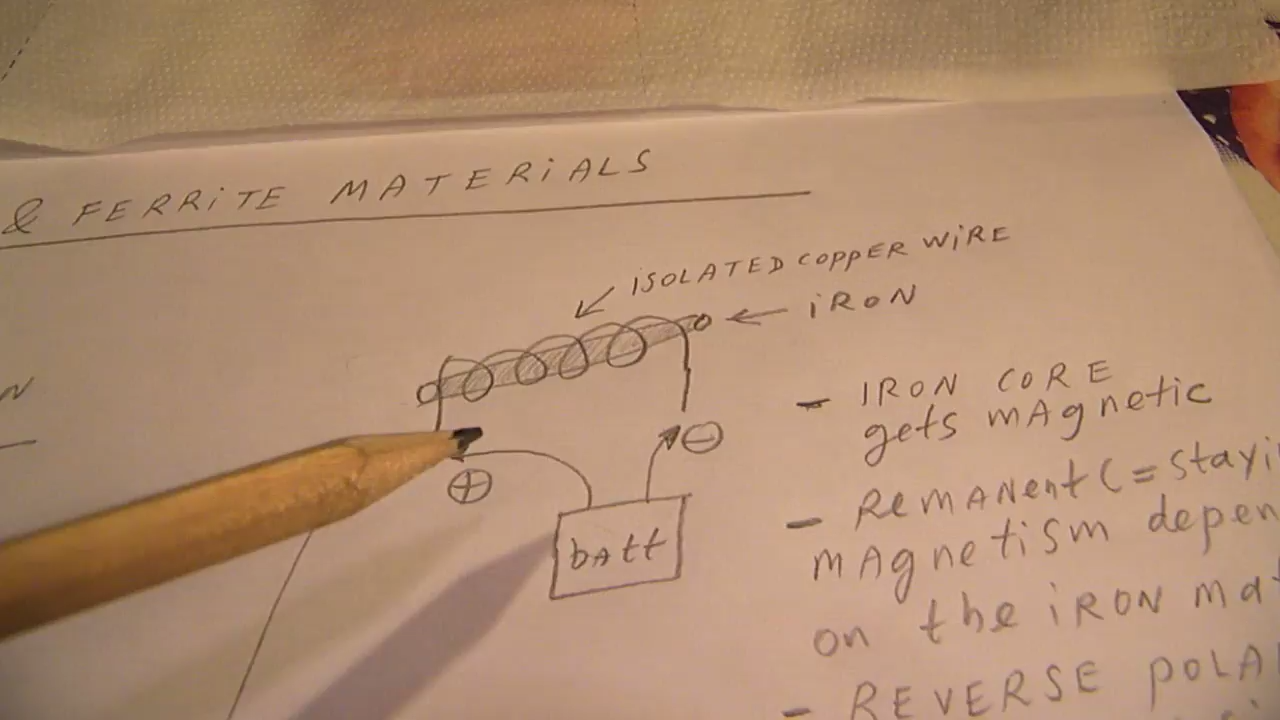 & FERRITE MATERIALS
ISOLATED COPPER WIRE
IRON
N
+
-
batt
- IRON CORE
gets magnetic
- REMANENT (= Stayi
magnetism depen
on the IRON mat
- REVERSE POLA